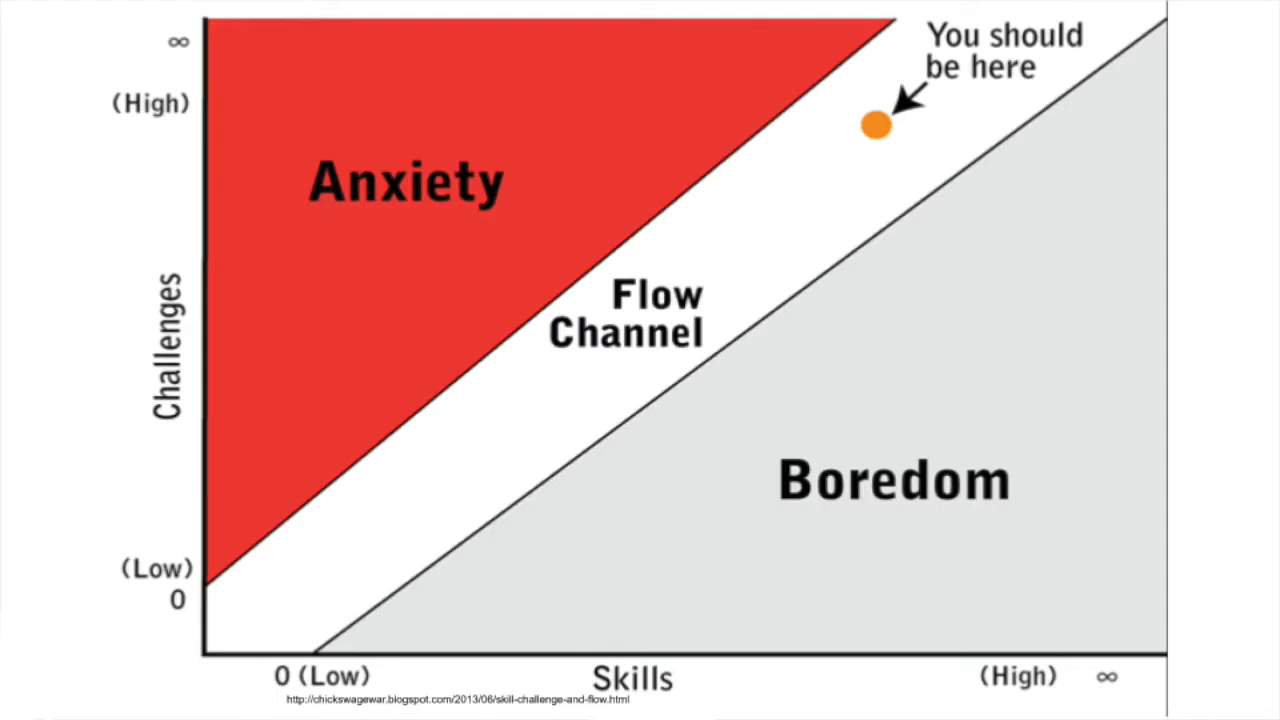 ∞
(High)
You should
be here
Anxiety
Flow
Channel
Challenges
Boredom
(Low)
0
0 (Low)
Skills
(High)
∞
http://chickswagewar.blogspot.com/2013/06/skill-challenge-and-flow.html